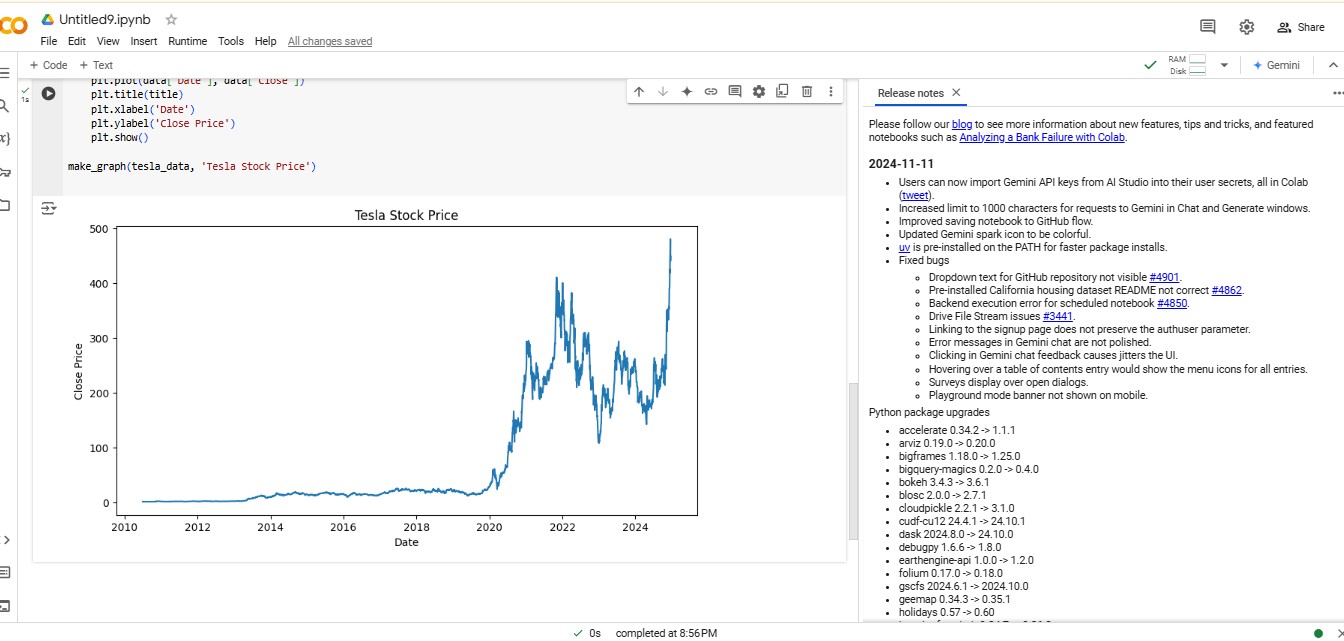 CO
Untitled9.ipynb
File Edit View Insert Runtime Tools Help All changes saved
Share
+ Code + Text
RAM
Disk
Gemini
1s
plt.plot(data['Date'], data['Close'])
plt.title(title)
plt.xlabel('Date')
plt.ylabel('Close Price')
plt.show()
make_graph(tesla_data, 'Tesla Stock Price')
Tesla Stock Price
500
400
300
200
100
0
Close Price
2010 2012 2014 2016 2018 2020 2022 2024
Date
0s completed at 8:56PM
Release notes
Please follow our blog to see more information about new features, tips and tricks, and featured
notebooks such as Analyzing a Bank Failure with Colab.
2024-11-11
Users can now import Gemini API keys from AI Studio into their user secrets, all in Colab
(tweet).
Increased limit to 1000 characters for requests to Gemini in Chat and Generate windows.
Improved saving notebook to GitHub flow.
Updated Gemini spark icon to be colorful.
uv is pre-installed on the PATH for faster package installs.
Fixed bugs
Dropdown text for GitHub repository not visible #4901.
Pre-installed California housing dataset README not correct #4862.
Backend execution error for scheduled notebook #4850.
Drive File Stream issues #3441.
Linking to the signup page does not preserve the authuser parameter.
Error messages in Gemini chat are not polished.
Clicking in Gemini chat feedback causes jitters the UI.
Hovering over a table of contents entry would show the menu icons for all entries.
Surveys display over open dialogs.
Playground mode banner not shown on mobile.
Python package upgrades
accelerate 0.34.2 -> 1.1.1
arviz 0.19.0 -> 0.20.0
bigframes 1.18.0 -> 1.25.0
bigquery-magics 0.2.0 -> 0.4.0
bokeh 3.4.3 -> 3.6.1
blosc 2.0.0 -> 2.7.1
cloudpickle 2.2.1 -> 3.1.0
cudf-cu12 24.4.1 -> 24.10.1
dask 2024.8.0 -> 24.10.0
debugpy 1.6.6 -> 1.8.0
earthengine-api 1.0.0 -> 1.2.0
folium 0.17.0 -> 0.18.0
gscfs 2024.6.1 -> 2024.10.0
geemap 0.34.3 -> 0.35.1
holidays 0.57 -> 0.60